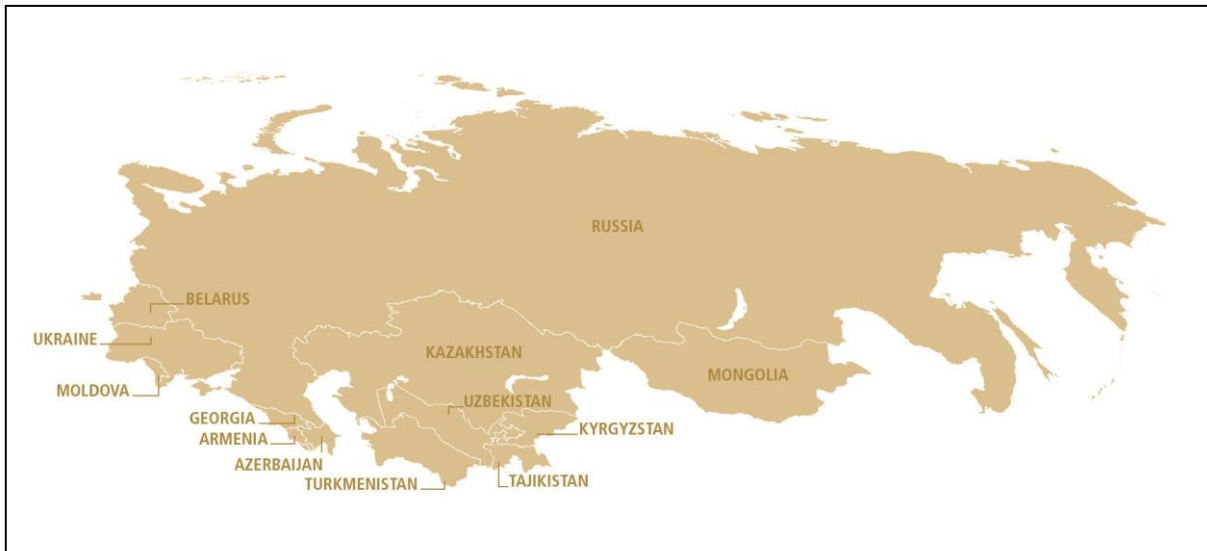 RUSSIA
BELARUS
UKRAINE
KAZAKHSTAN
MONGOLIA
MOLDOVA
UZBEKISTAN
GEORGIA
KYRGYZSTAN
ARMENIA
AZERBAIJAN
TURKMENISTAN
TAJIKISTAN